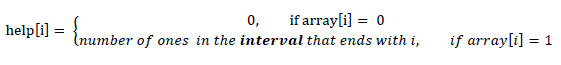 help[i] = { 0, if array[i] = 0
number of ones in the interval that ends with i, if array[i] = 1